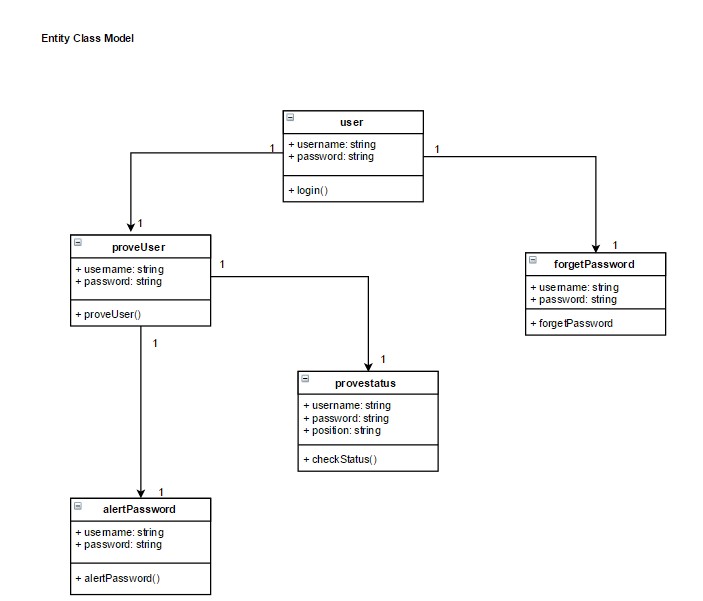 Entity Class Model
user
+ username: string
+ password: string
+ login()
1
1
1
1
proveUser
+ username: string
+ password: string
+ proveUser()
1
1
forgetPassword
+ username: string
+ password: string
+ forgetPassword
1
1
provestatus
+ username: string
+ password: string
+ position: string
+ checkStatus()
alertPassword
+ username: string
+ password: string
+ alertPassword()